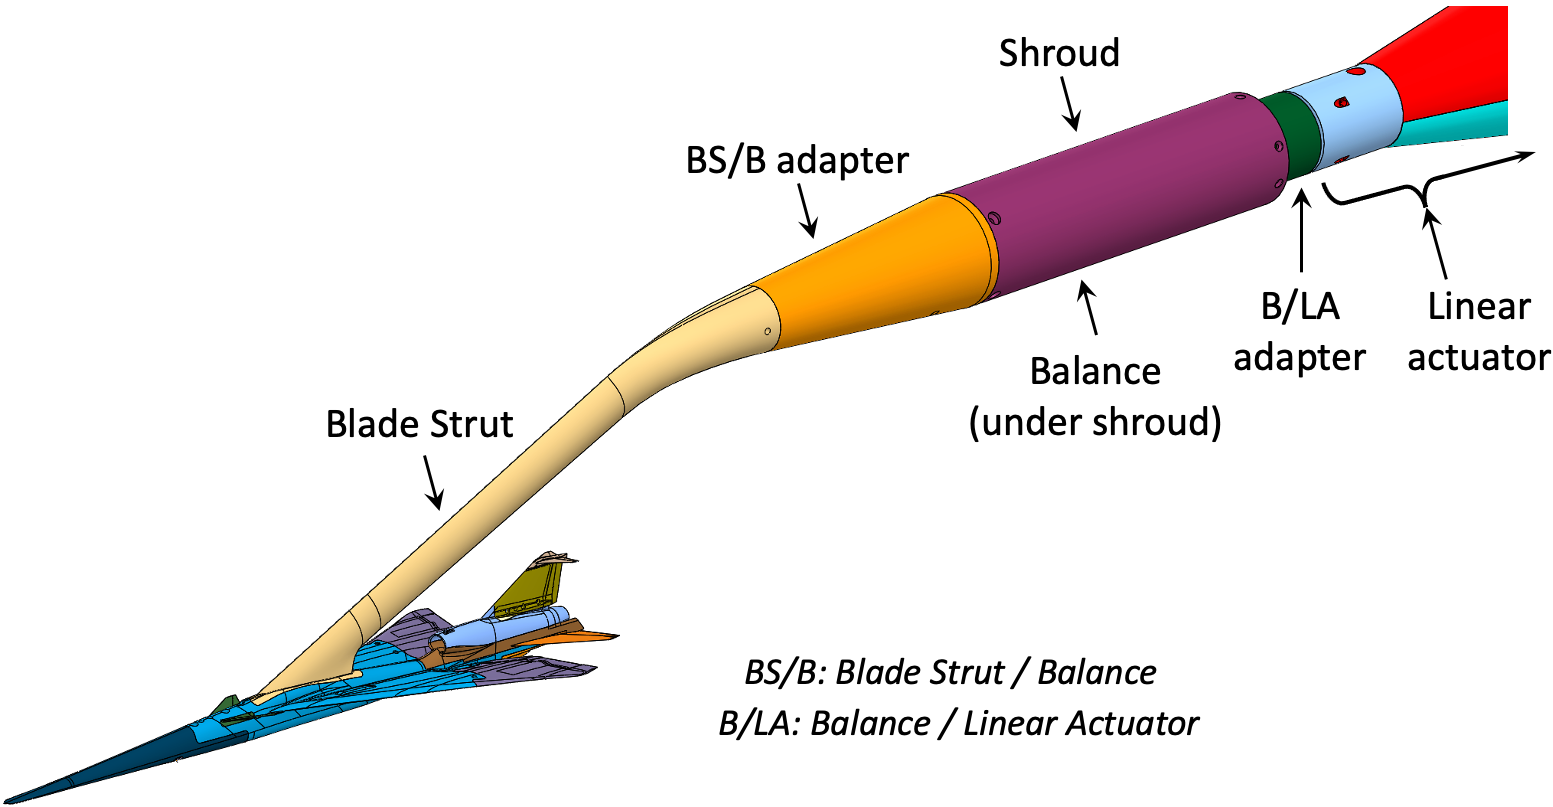 Shroud
BS/B adapter
B/LA
adapter
Linear
actuator
Balance
(under shroud)
Blade Strut
BS/B: Blade Strut / Balance
B/LA: Balance / Linear Actuator